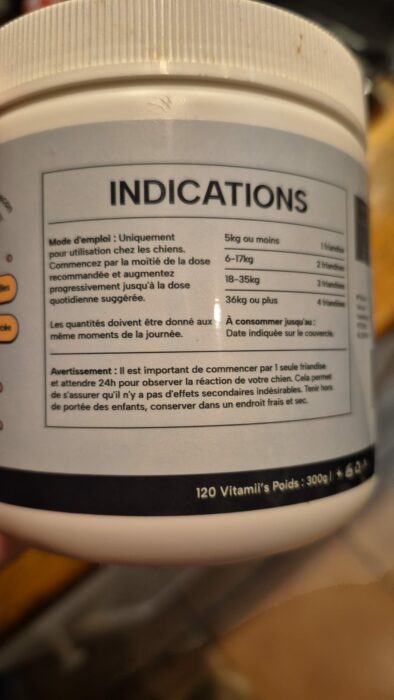 INDICATIONS
Mode d'emploi : Uniquement
pour utilisation chez les chiens.
Commencez par la moitié de la dose
recommandée et augmentez
progressivement jusqu'à la dose
quotidienne suggérée.
Les quantités doivent être donné aux
même moments de la journée.
5kg ou moins 1 friandise
6-17kg 2 friandises
18-35kg 3 friandises
36kg ou plus 4 friandises
À consommer jusqu'au :
Date indiquée sur le couvercle.
Avertissement : Il est important de commencer par 1 seule friandise
et attendre 24h pour observer la réaction de votre chien. Cela permet
de s'assurer qu'il n'y a pas d'effets secondaires indésirables. Tenir hors
de portée des enfants, conserver dans un endroit frais et sec.
120 Vitamii's Poids : 300g